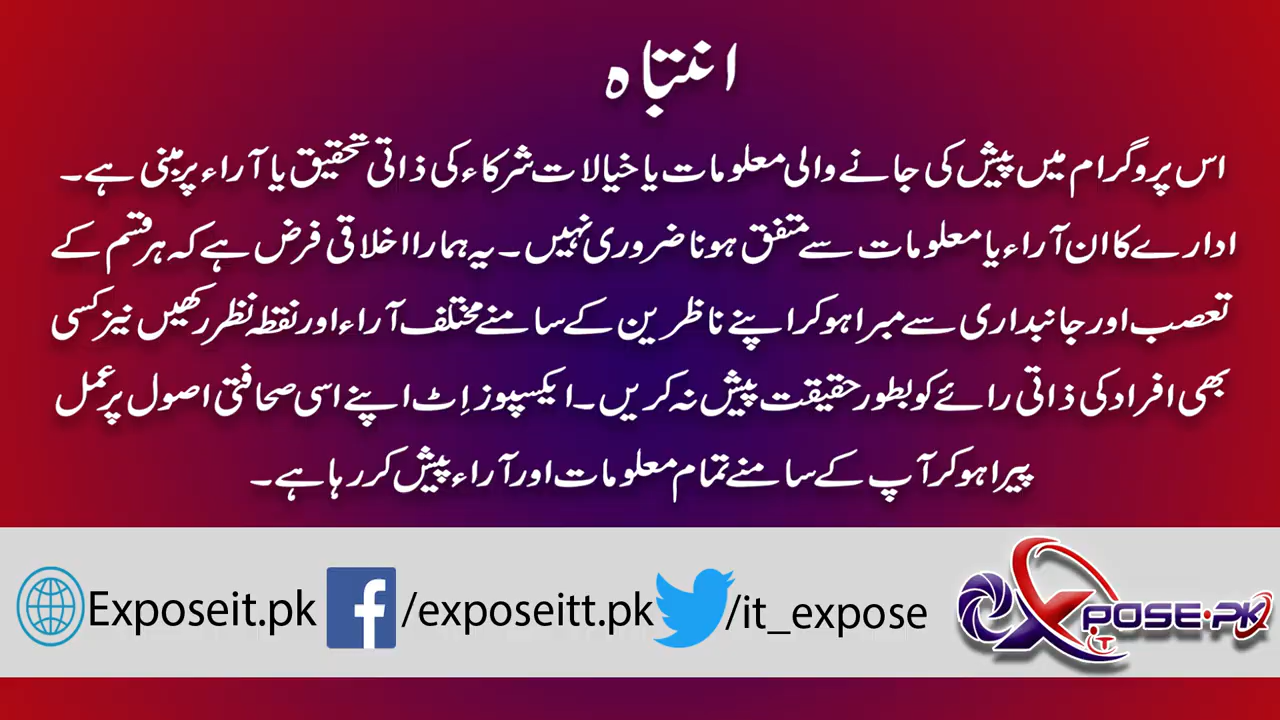 انتباہ
اس پروگرام میں پیش کی جانے والی معلومات یا خیالات شرکاء کی ذاتی تحقیق یا آراء پر مبنی ہے۔
ادارے کا ان آراء یا معلومات سے متفق ہونا ضروری نہیں۔ یہ ہمارا اخلاقی فرض ہے کہ ہر قسم کے
تعصب اور جانبداری سے مبرا ہو کر اپنے ناظرین کے سامنے مختلف آراء اور نقطہ نظر رکھیں نیز کسی
بھی افراد کی ذاتی رائے کو بطور حقیقت پیش نہ کریں۔ ایکسپوز اِٹ اپنے اسی صحافتی اصول پر عمل
پیرا ہو کر آپ کے سامنے تمام معلومات اور آراء پیش کر رہا ہے۔
Exposeit.pk /exposeitt.pk /it_expose
EXPOSE·PK
iT